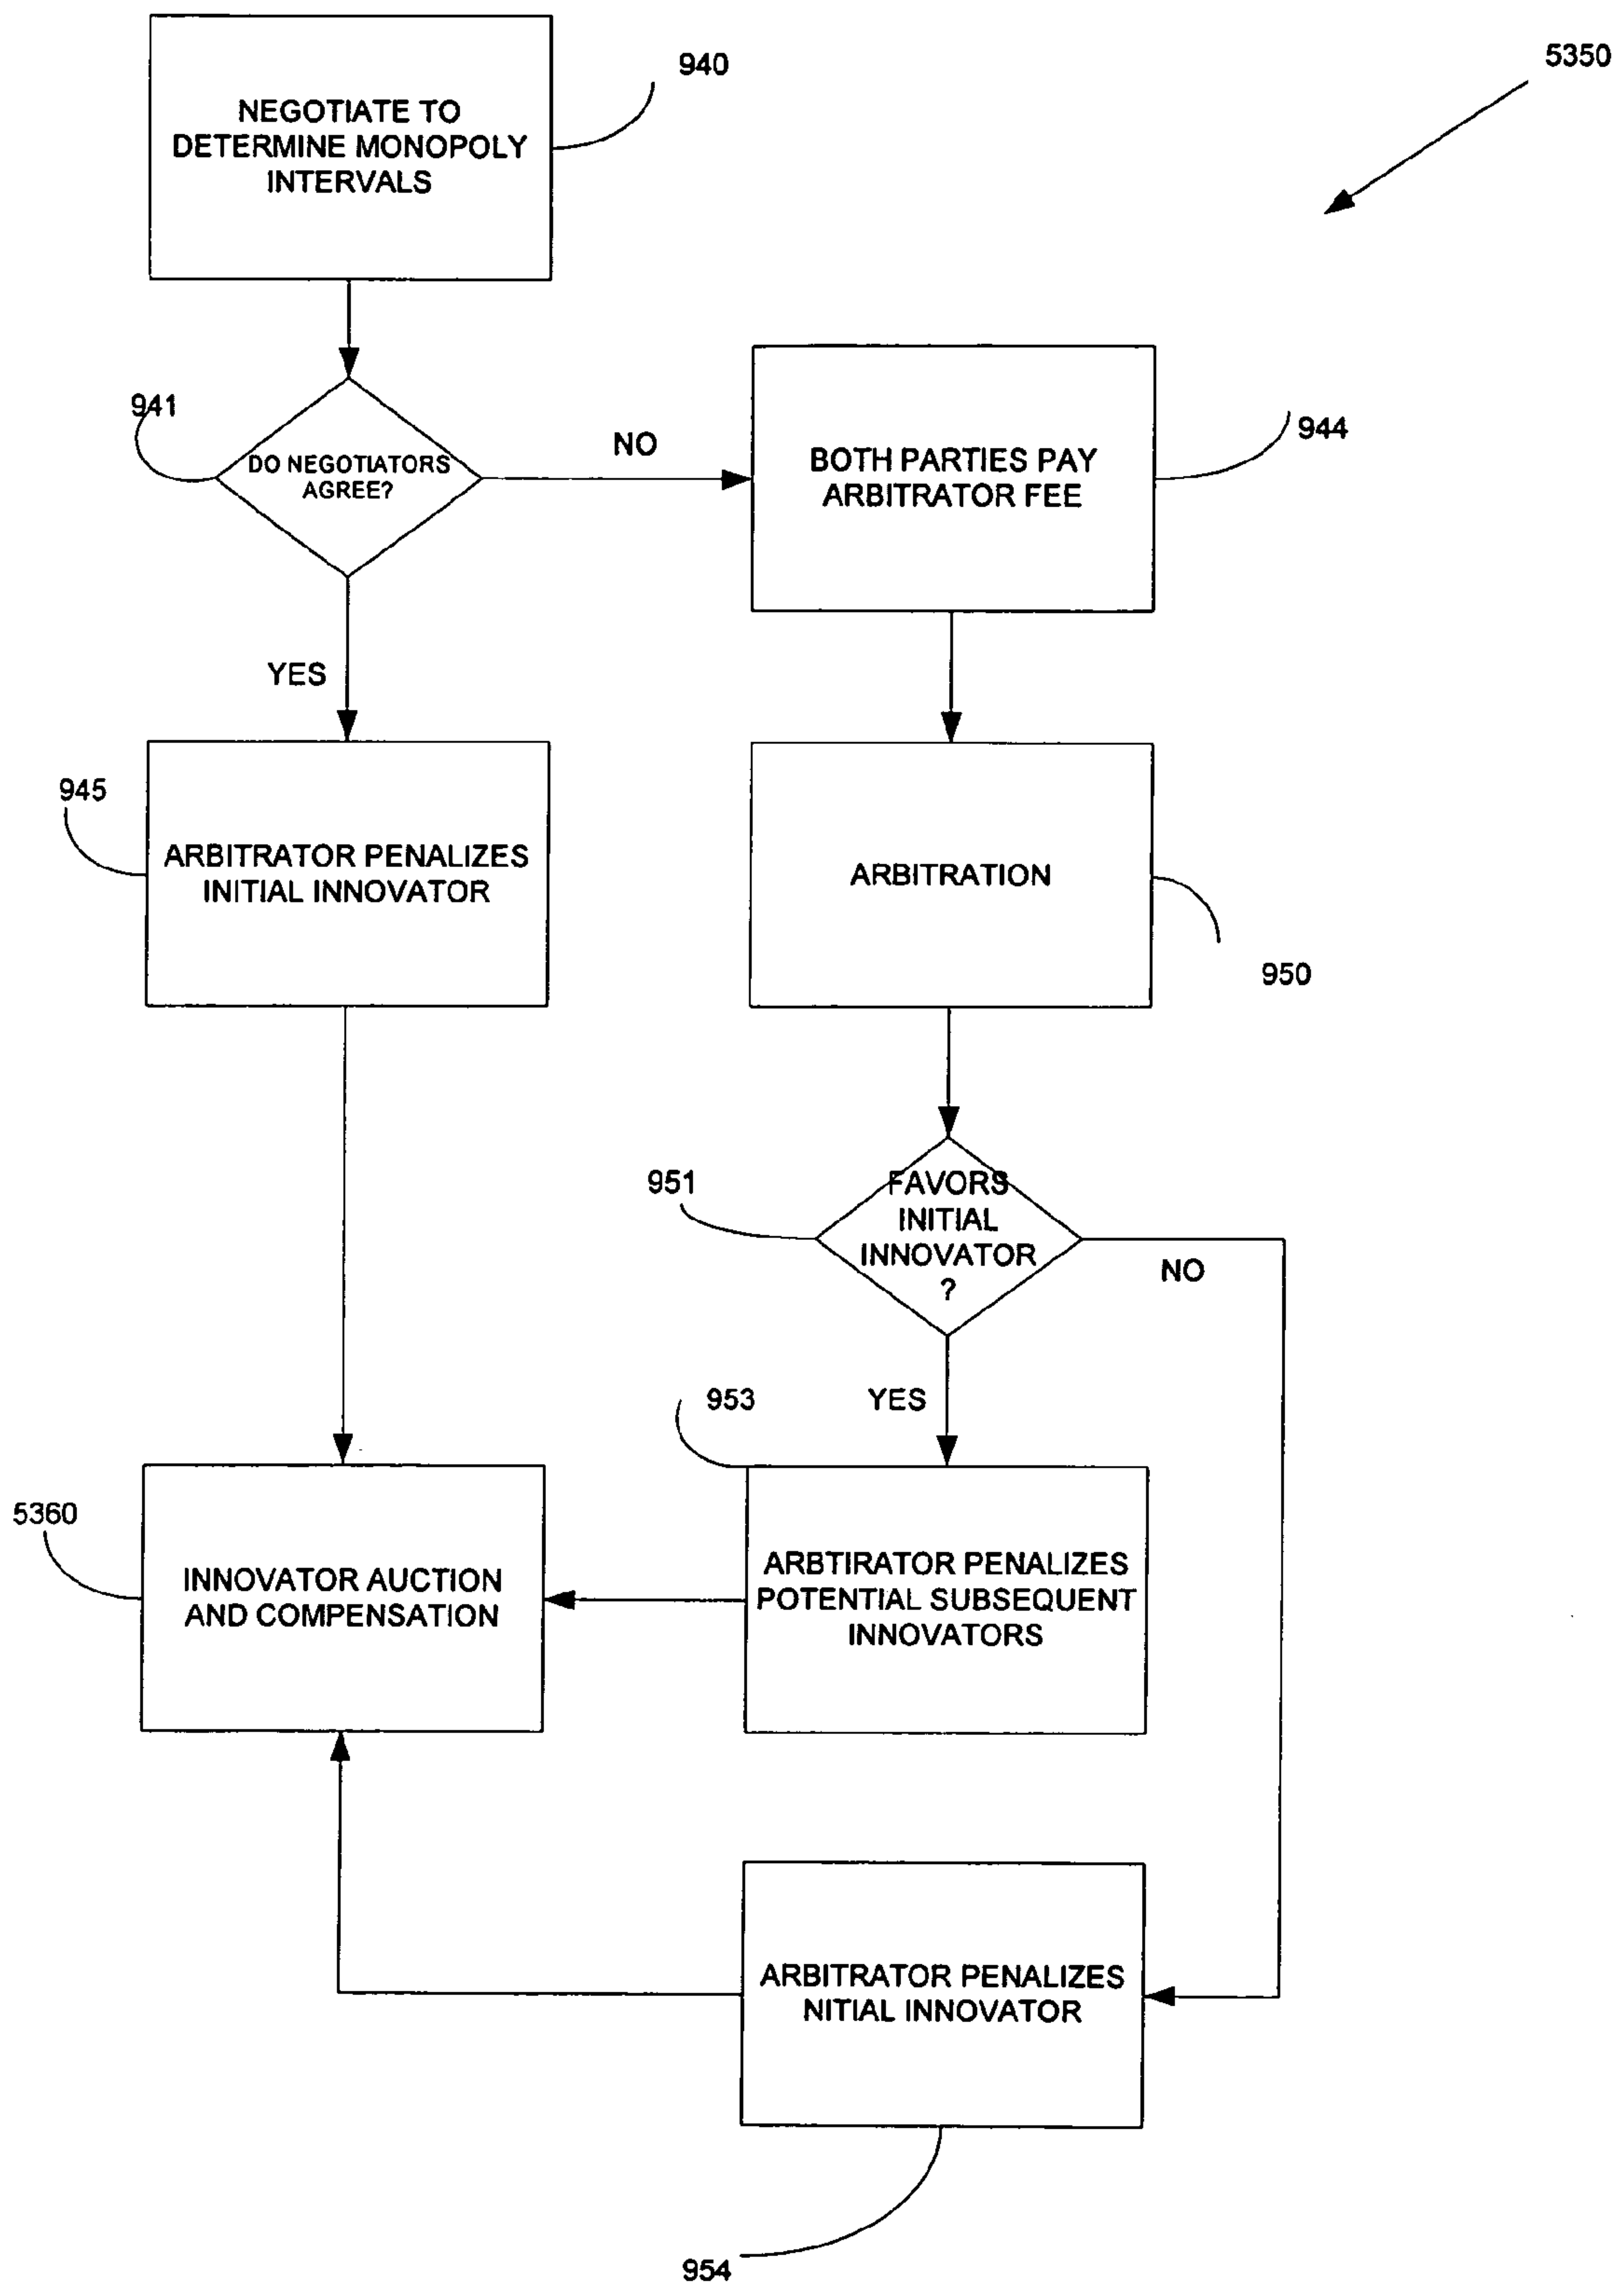 940
5350
NEGOTIATE TO
DETERMINE MONOPOLY
INTERVALS
941
DO NEGOTIATORS
AGREE?
NO
BOTH PARTIES PAY
ARBITRATOR FEE
944
YES
945
ARBITRATOR PENALIZES
INITIAL INNOVATOR
ARBITRATION
950
951
FAVORS
INITIAL
INNOVATOR
?
NO
953
YES
5360
INNOVATOR AUCTION
AND COMPENSATION
ARBTIRATOR PENALIZES
POTENTIAL SUBSEQUENT
INNOVATORS
ARBITRATOR PENALIZES
NITIAL INNOVATOR
954